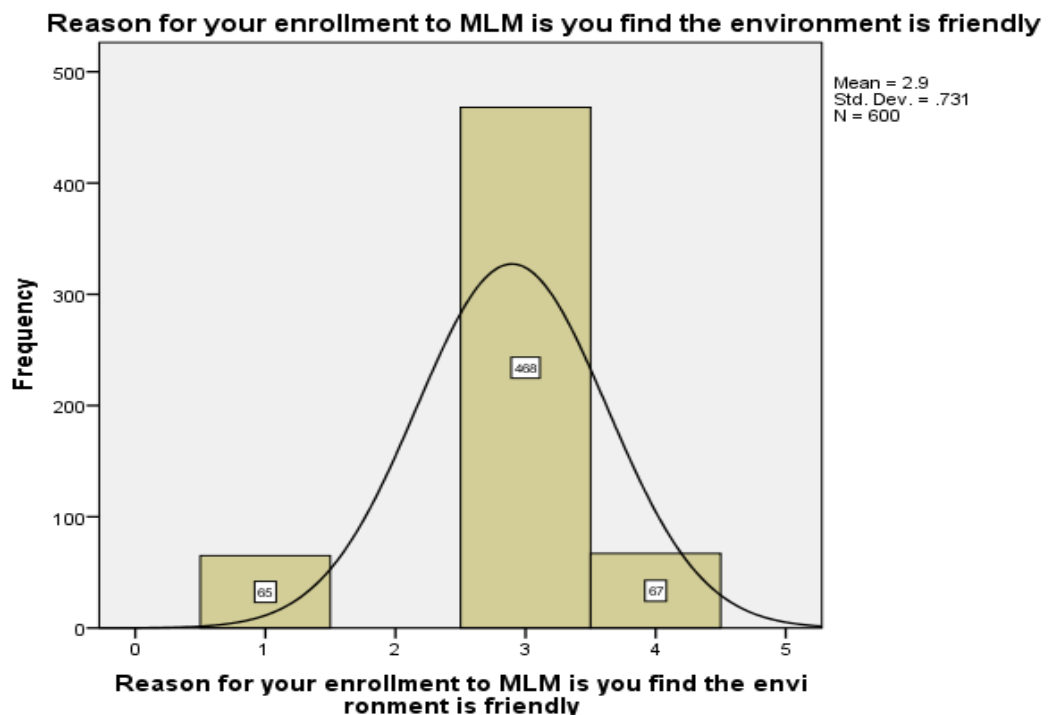 Reason for your enrollment to MLM is you find the environment is friendly
Mean = 2.9
Std. Dev. = .731
N = 600
Frequency
500
400
300
200
100
0
468
65
67
0 1 2 3 4 5
Reason for your enrollment to MLM is you find the envi
ronment is friendly